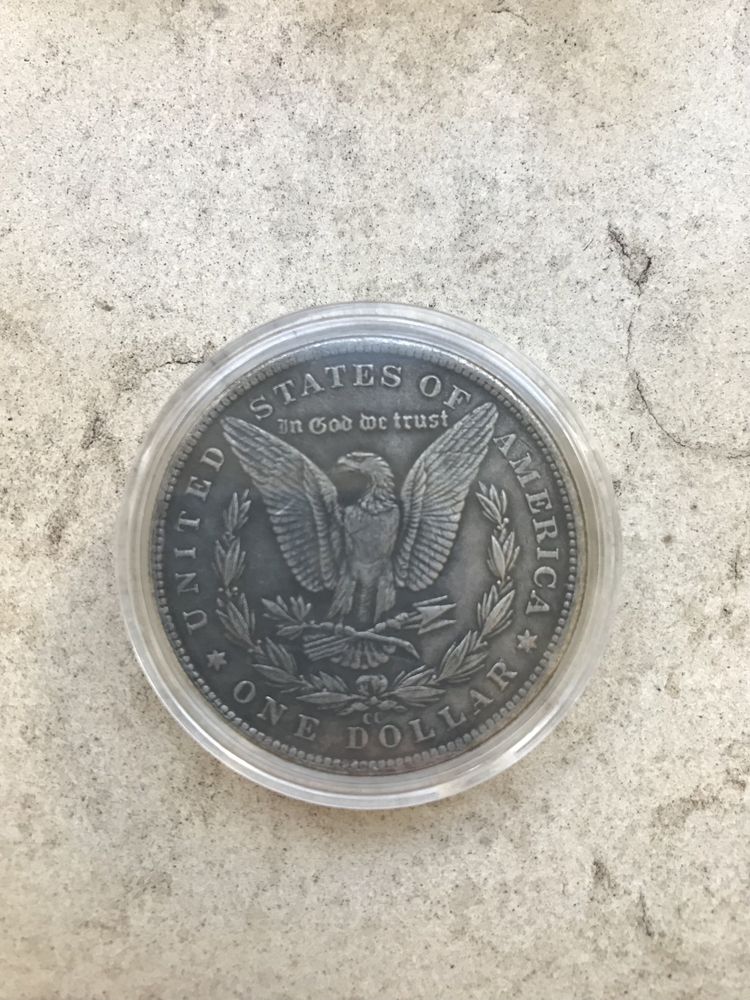 UNITED STATES OF AMERICA
In God we trust
CC
ONE DOLLAR